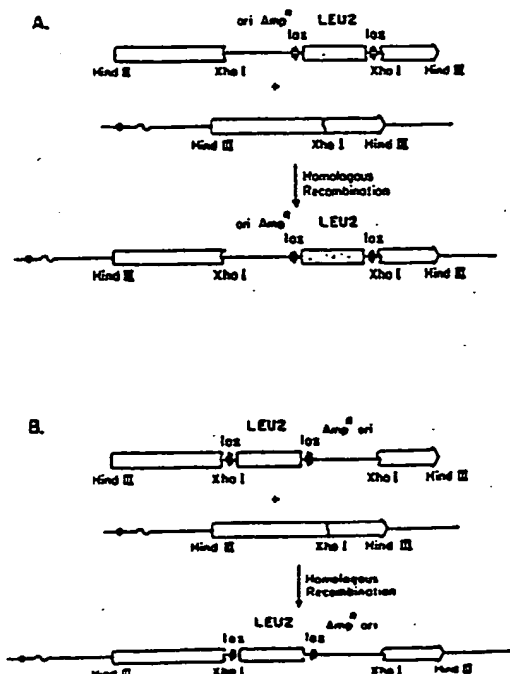 A.
ori Amp^R lox LEU2 lox
Hind III Xho I Xho I Hind III
+
Hind III Xho I Hind III
Homologous
Recombination
ori Amp^R lox LEU2 lox
Hind III Xho I Xho I Hind III
B.
lox LEU2 lox Amp^R ori
Hind III Xho I Xho I Hind III
+
Hind III Xho I Hind III
Homologous
Recombination
lox LEU2 lox Amp^R ori
Hind III Xho I Xho I Hind III